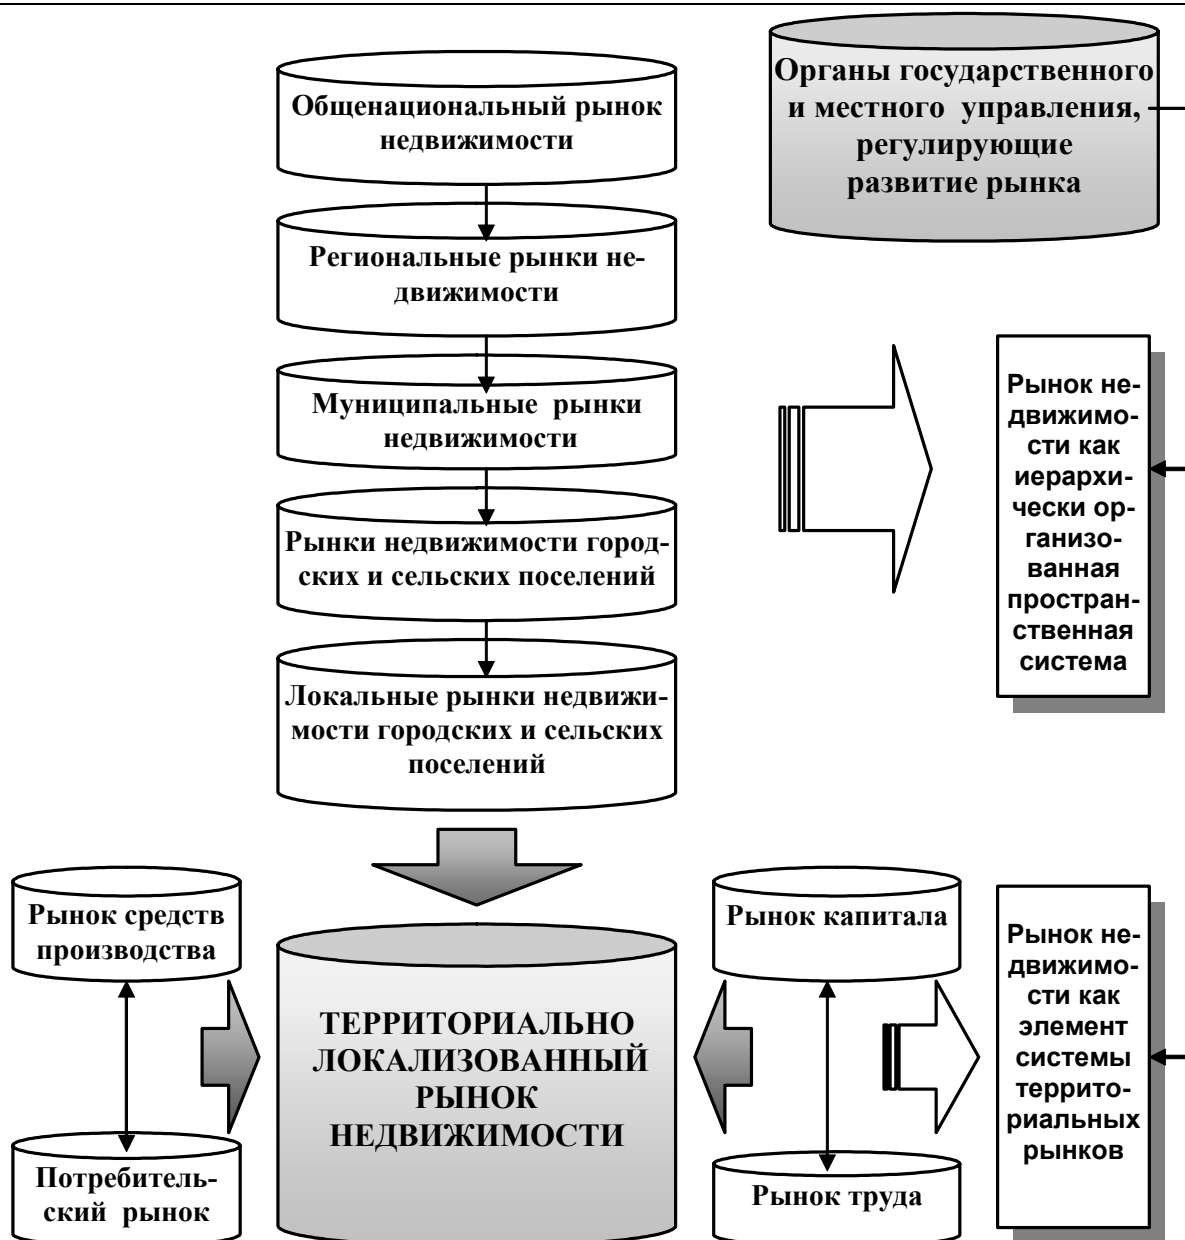 Общенациональный рынок
недвижимости
Органы государственного
и местного управления,
регулирующие
развитие рынка
Региональные рынки не-
движимости
Муниципальные рынки
недвижимости
Рынки недвижимости город-
ских и сельских поселений
Локальные рынки недвижи-
мости городских и сельских
поселений
Рынок не-
движимо-
сти как
иерархи-
чески ор-
ганизо-
ванная
простран-
ственная
система
Рынок средств
производства
Потребитель-
ский рынок
ТЕРРИТОРИАЛЬНО
ЛОКАЛИЗОВАННЫЙ
РЫНОК
НЕДВИЖИМОСТИ
Рынок капитала
Рынок труда
Рынок не-
движимо-
сти как
элемент
системы
террито-
риальных
рынков